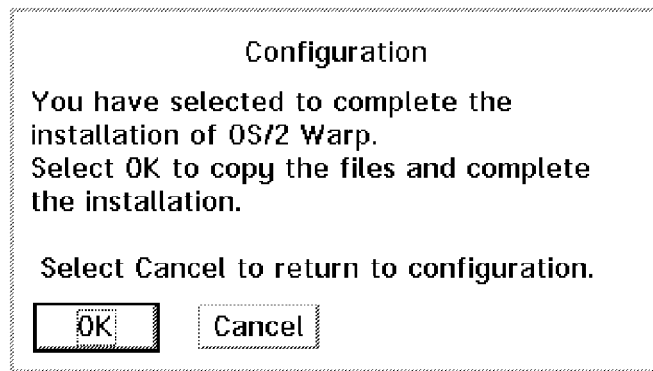 Configuration
You have selected to complete the
installation of OS/2 Warp.
Select OK to copy the files and complete
the installation.
Select Cancel to return to configuration.
OK Cancel